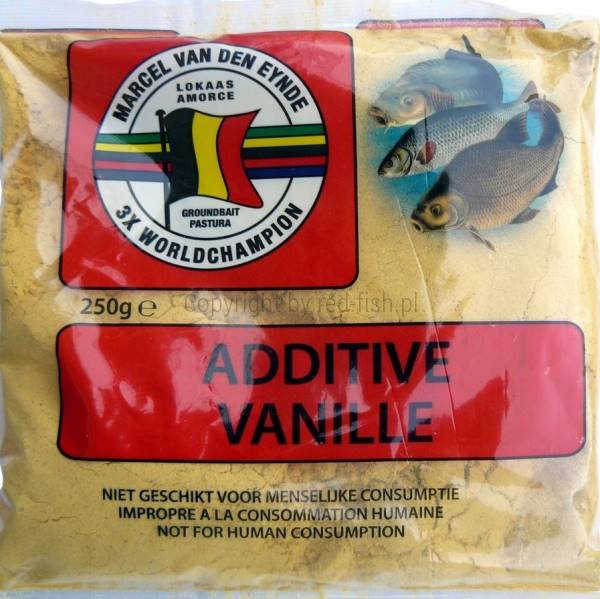 MARCEL VAN DEN EYNDE
LOKAAS
AMORCE
GROUNDBAIT
PASTURA
3X WORLDCHAMPION
250g e
Copyright by red-fish.pl
ADDITIVE
VANILLE
NIET GESCHIKT VOOR MENSELIJKE CONSUMPTIE
IMPROPRE A LA CONSOMMATION HUMAINE
NOT FOR HUMAN CONSUMPTION